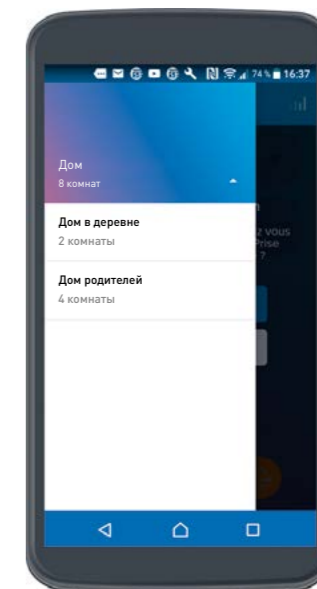 74 % 16:37
Дом
8 комнат
n
z vous
Prise
?
Дом в деревне
2 комнаты
Дом родителей
4 комнаты